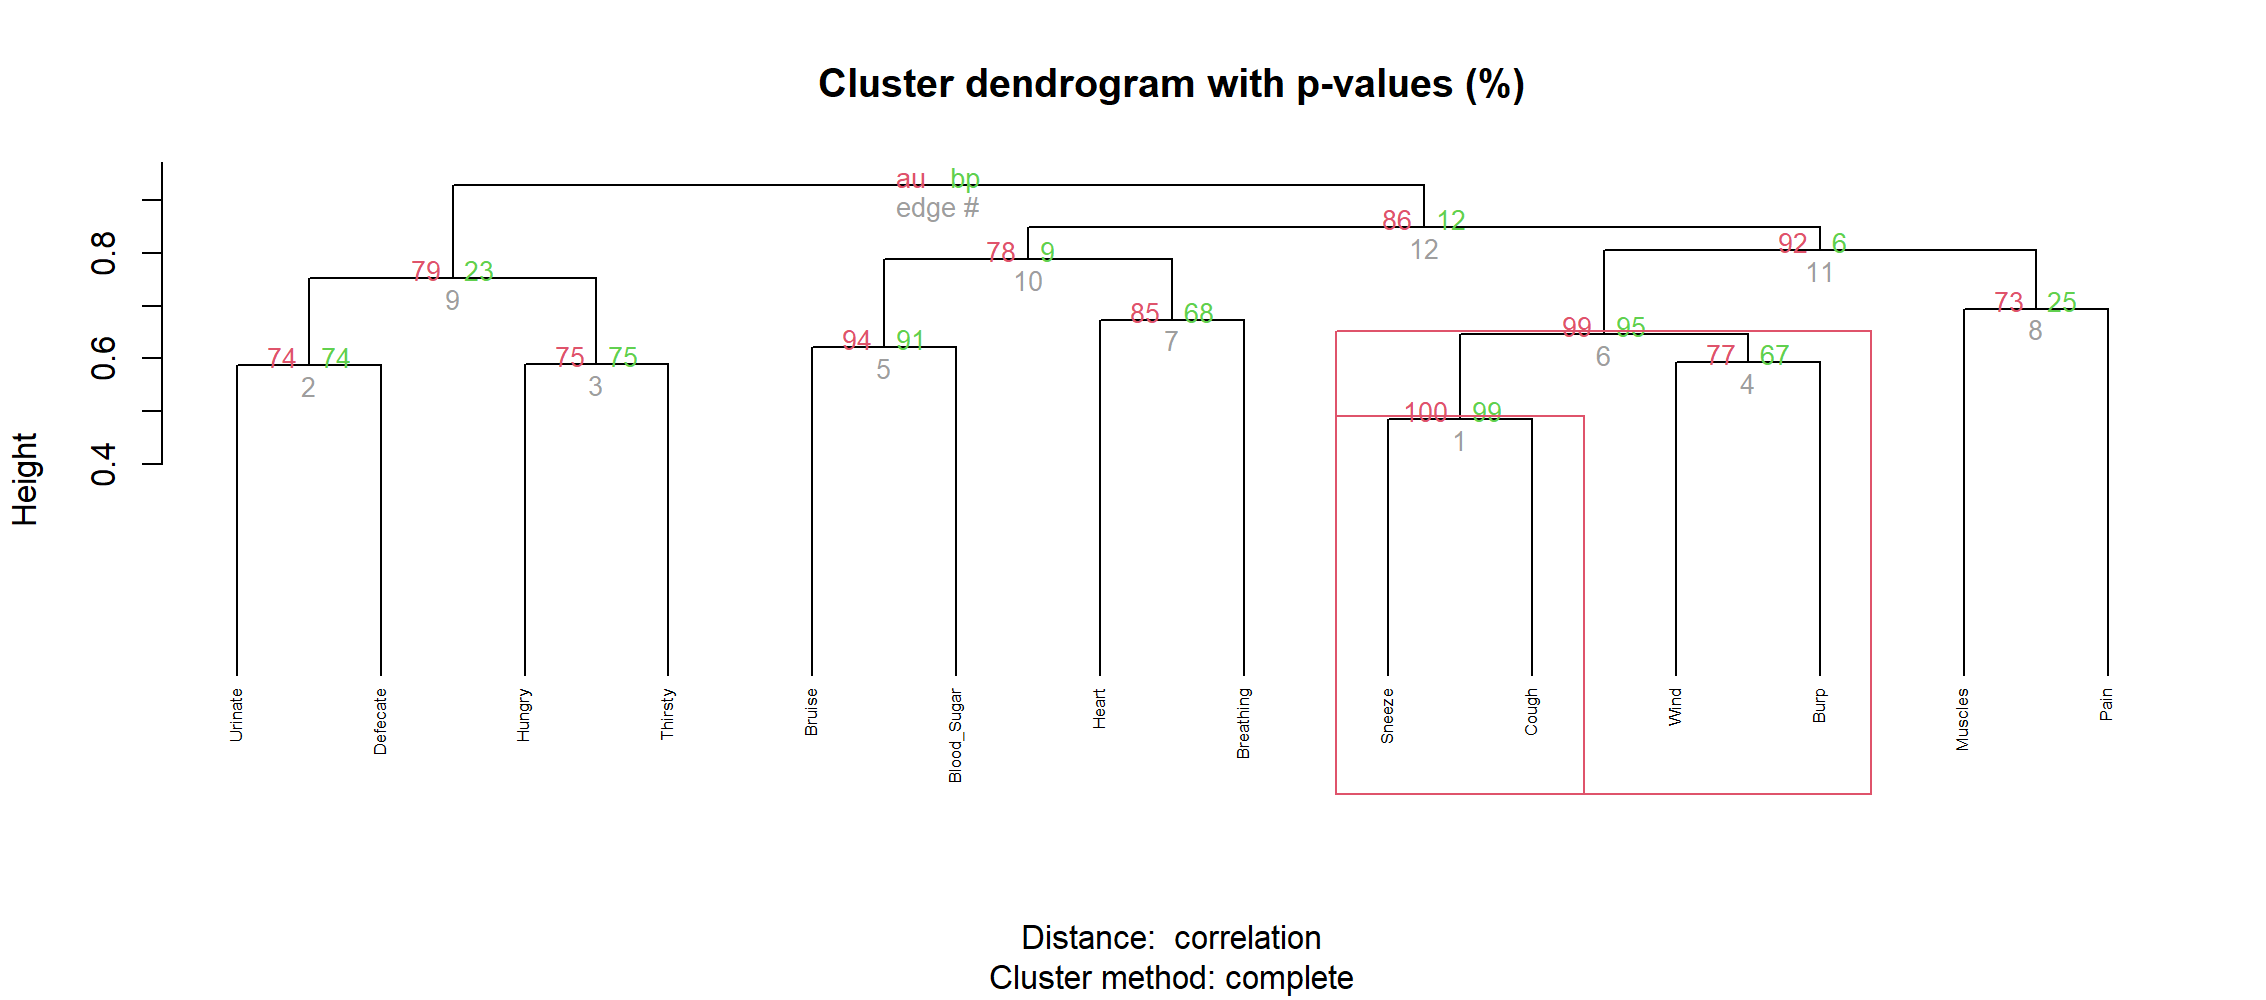 Cluster dendrogram with p-values (%)
au bp
edge #
86 12
12
78 9
10
92 6
11
79 23
9
73 25
8
85 68
7
99 95
6
94 91
5
77 67
4
75 75
3
74 74
2
100 99
1
0.8
0.6
0.4
Height
Urinate
Defecate
Hungry
Thirsty
Bruise
Blood_Sugar
Heart
Breathing
Sneeze
Cough
Wind
Burp
Muscles
Pain
Distance: correlation
Cluster method: complete